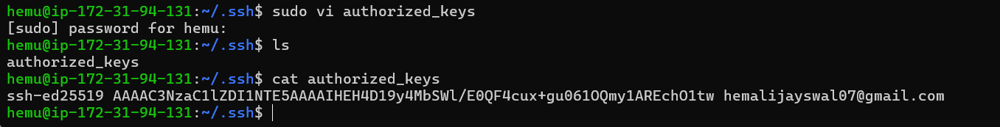 hemu@ip-172-31-94-131:~/.ssh$ sudo vi authorized_keys
[sudo] password for hemu:
hemu@ip-172-31-94-131:~/.ssh$ ls
authorized_keys
hemu@ip-172-31-94-131:~/.ssh$ cat authorized_keys
ssh-ed25519 AAAAC3NzaC1lZDI1NTE5AAAAIHEH4D19y4MbSWl/E0QF4cux+gu061OQmy1AREchO1tw hemalijayswal07@gmail.com
hemu@ip-172-31-94-131:~/.ssh$